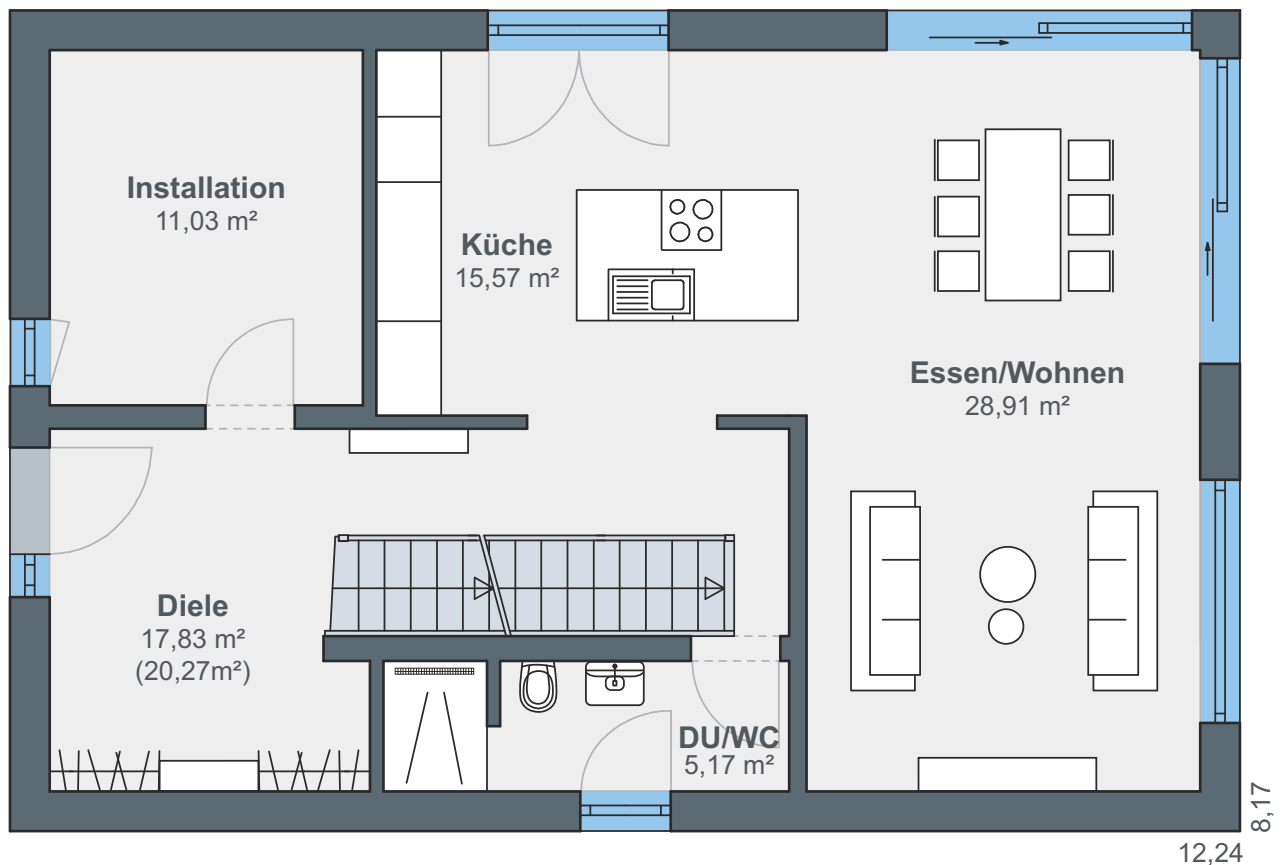 Installation
11,03 m²
Küche
15,57 m²
Essen/Wohnen
28,91 m²
Diele
17,83 m²
(20,27m²)
DU/WC
5,17 m²
8,17
12,24